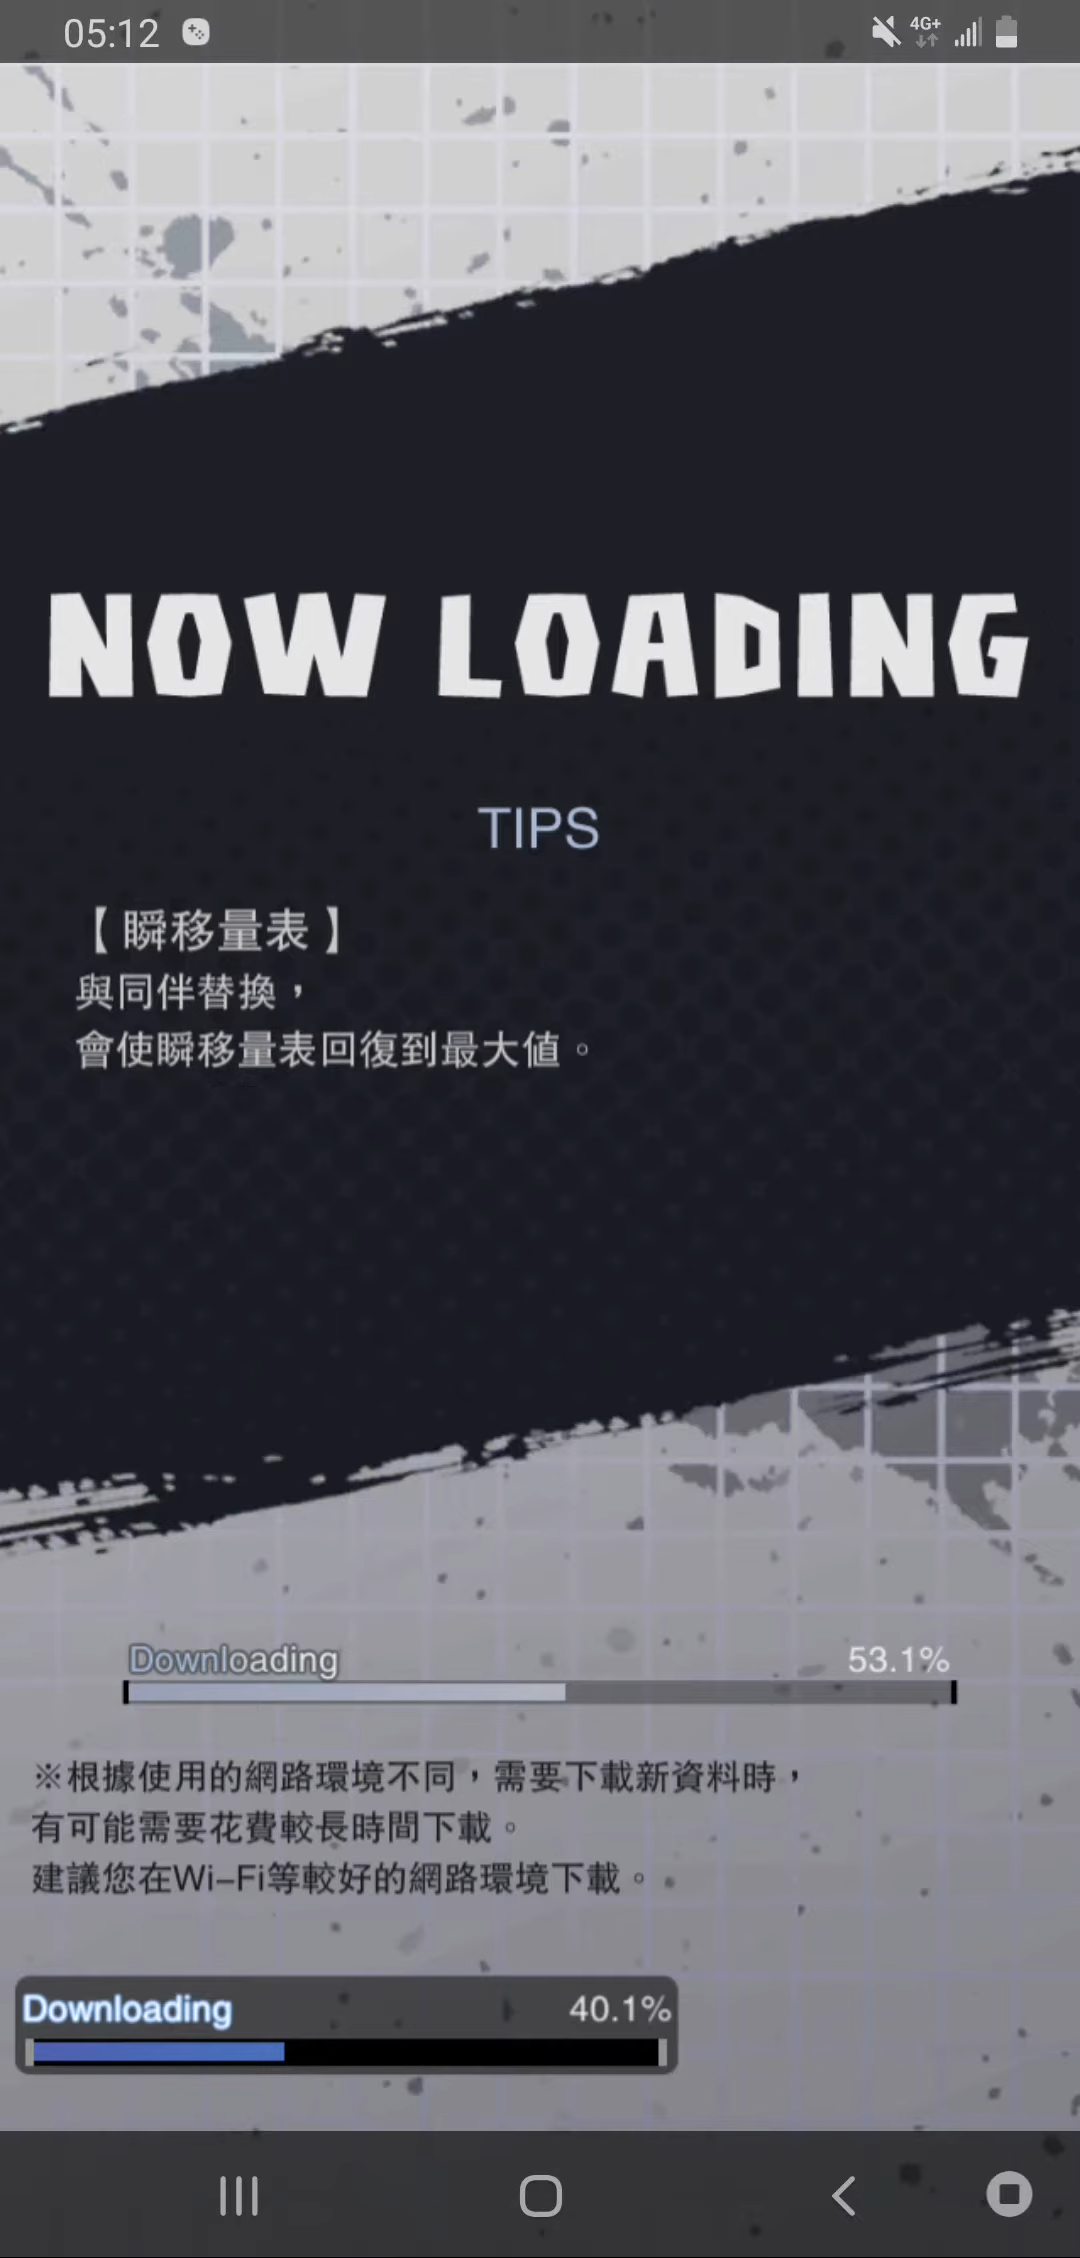 05:12
4G+
NOW LOADING
TIPS
【瞬移量表】
與同伴替換，
會使瞬移量表回復到最大值。
Downloading 53.1%
※根據使用的網路環境不同，需要下載新資料時，
有可能需要花費較長時間下載。
建議您在Wi-Fi等較好的網路環境下載。
Downloading 40.1%